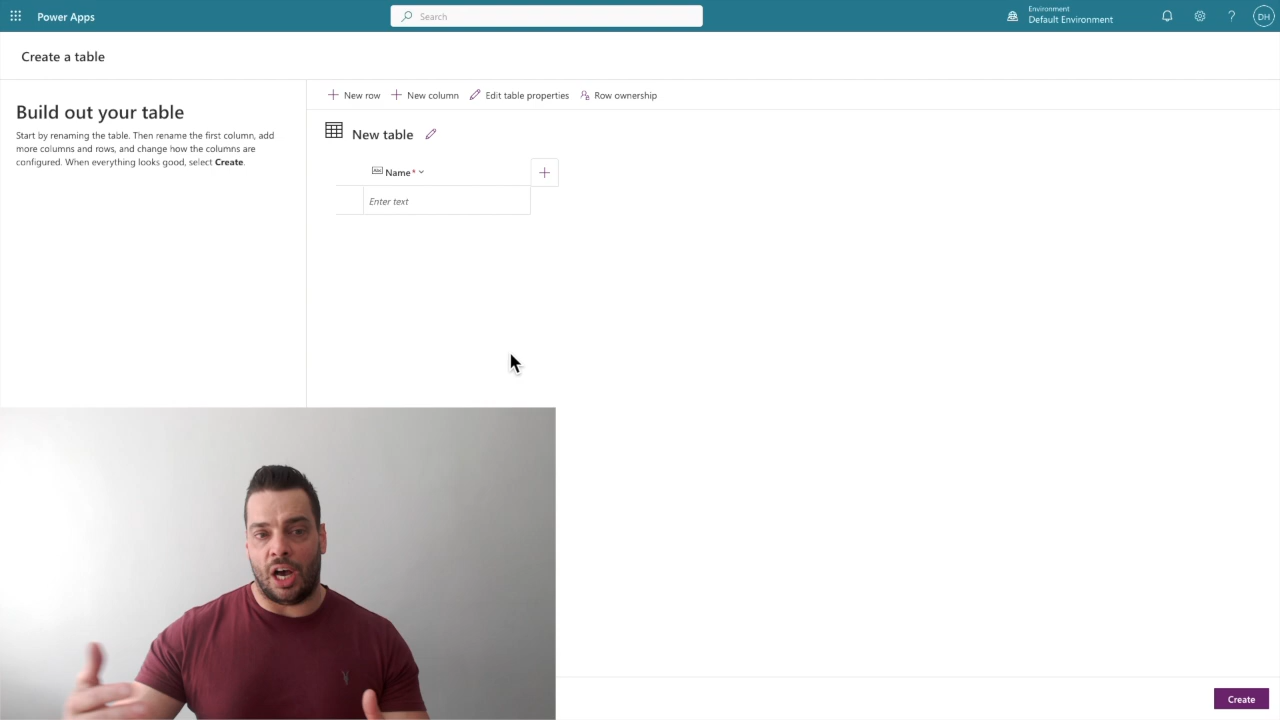 Power Apps
Search
Environment
Default Environment
?
DH
Create a table
Build out your table
Start by renaming the table. Then rename the first column, add
more columns and rows, and change how the columns are
configured. When everything looks good, select Create.
New row
New column
Edit table properties
Row ownership
New table
Abc Name *
Enter text
Create